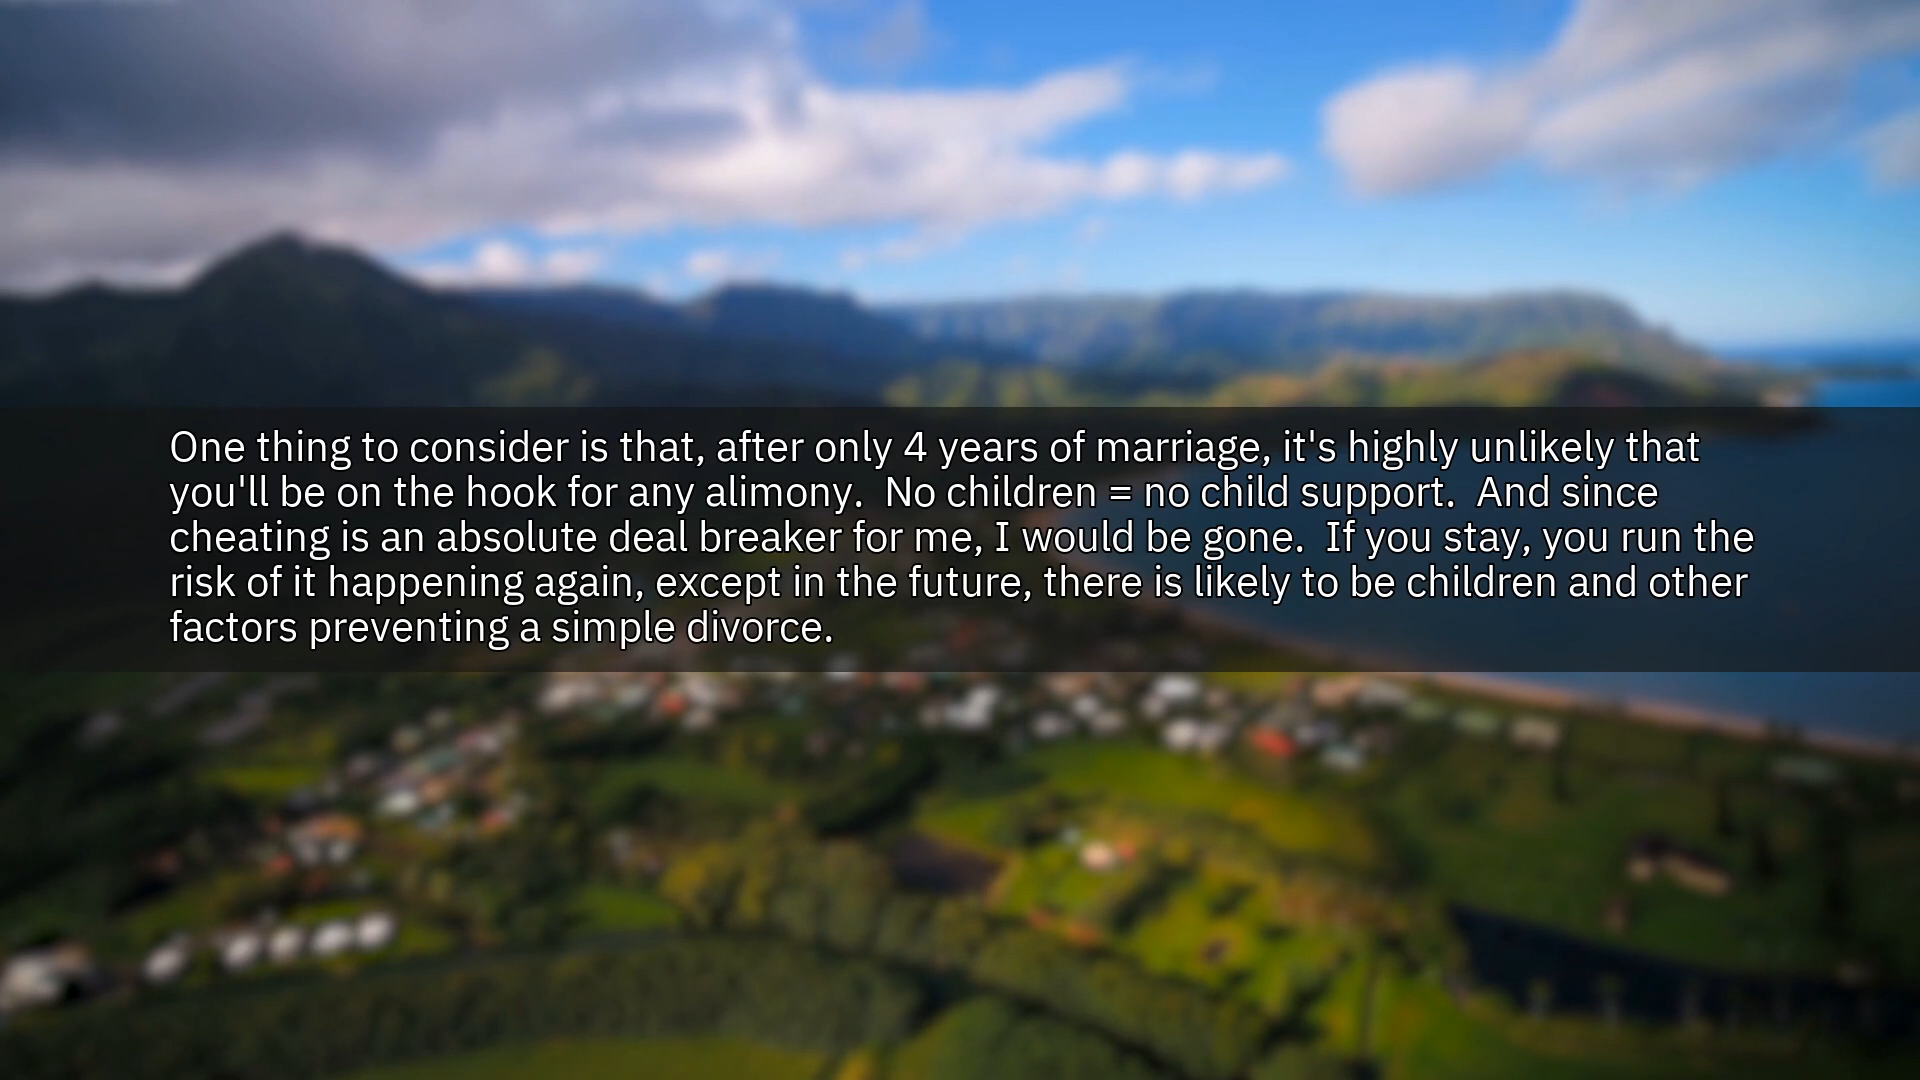 One thing to consider is that, after only 4 years of marriage, it's highly unlikely that
you'll be on the hook for any alimony.  No children = no child support.  And since
cheating is an absolute deal breaker for me, I would be gone.  If you stay, you run the
risk of it happening again, except in the future, there is likely to be children and other
factors preventing a simple divorce.